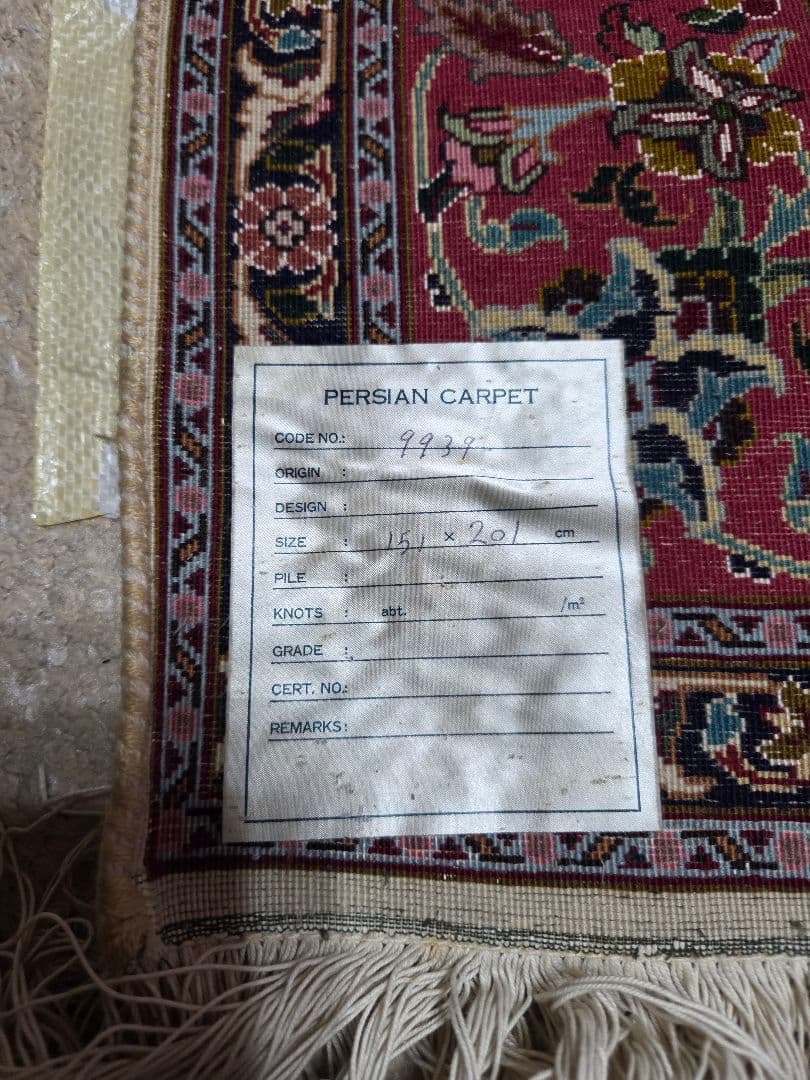 PERSIAN CARPET
CODE NO.: 9939
ORIGIN :
DESIGN :
SIZE : 151 × 201 cm
PILE :
KNOTS : abt. /m²
GRADE :
CERT. NO.:
REMARKS: